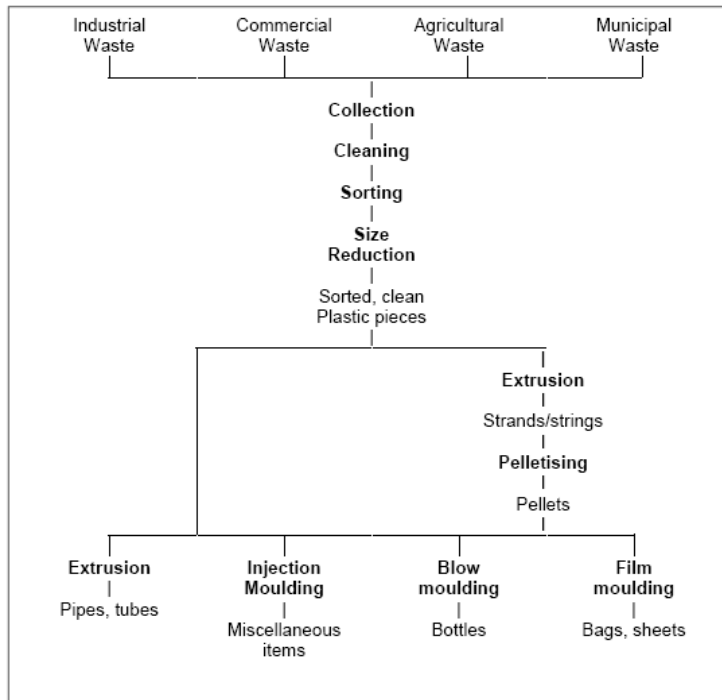 Industrial Waste
Commercial Waste
Agricultural Waste
Municipal Waste
Collection
Cleaning
Sorting
Size
Reduction
Sorted, clean
Plastic pieces
Extrusion
Strands/strings
Pelletising
Pellets
Extrusion
Pipes, tubes
Injection
Moulding
Miscellaneous
items
Blow
moulding
Bottles
Film
moulding
Bags, sheets